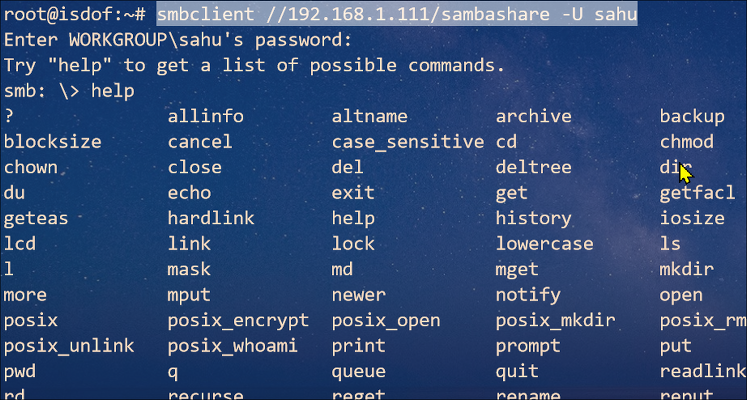 root@isdof:~# smbclient //192.168.1.111/sambashare -U sahu
Enter WORKGROUP\sahu's password:
Try "help" to get a list of possible commands.
smb: \> help
? allinfo altname archive backup
blocksize cancel case_sensitive cd chmod
chown close del deltree dir
du echo exit get getfacl
geteas hardlink help history iosize
lcd link lock lowercase ls
l mask md mget mkdir
more mput newer notify open
posix posix_encrypt posix_open posix_mkdir posix_rm
posix_unlink posix_whoami print prompt put
pwd q queue quit readlink
rd recurse reget rename reput